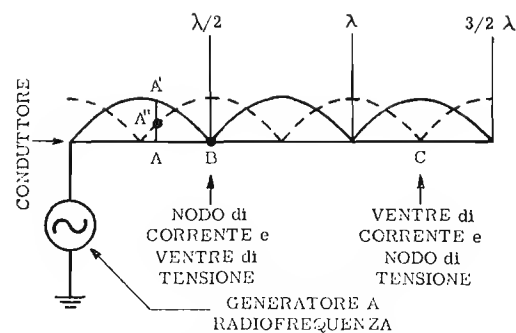 λ/2
λ
3/2 λ
A'
A"
CONDUTTORE
A
B
C
NODO di
CORRENTE e
VENTRE di
TENSIONE
VENTRE di
CORRENTE e
NODO di
TENSIONE
GENERATORE A
RADIOFREQUENZA